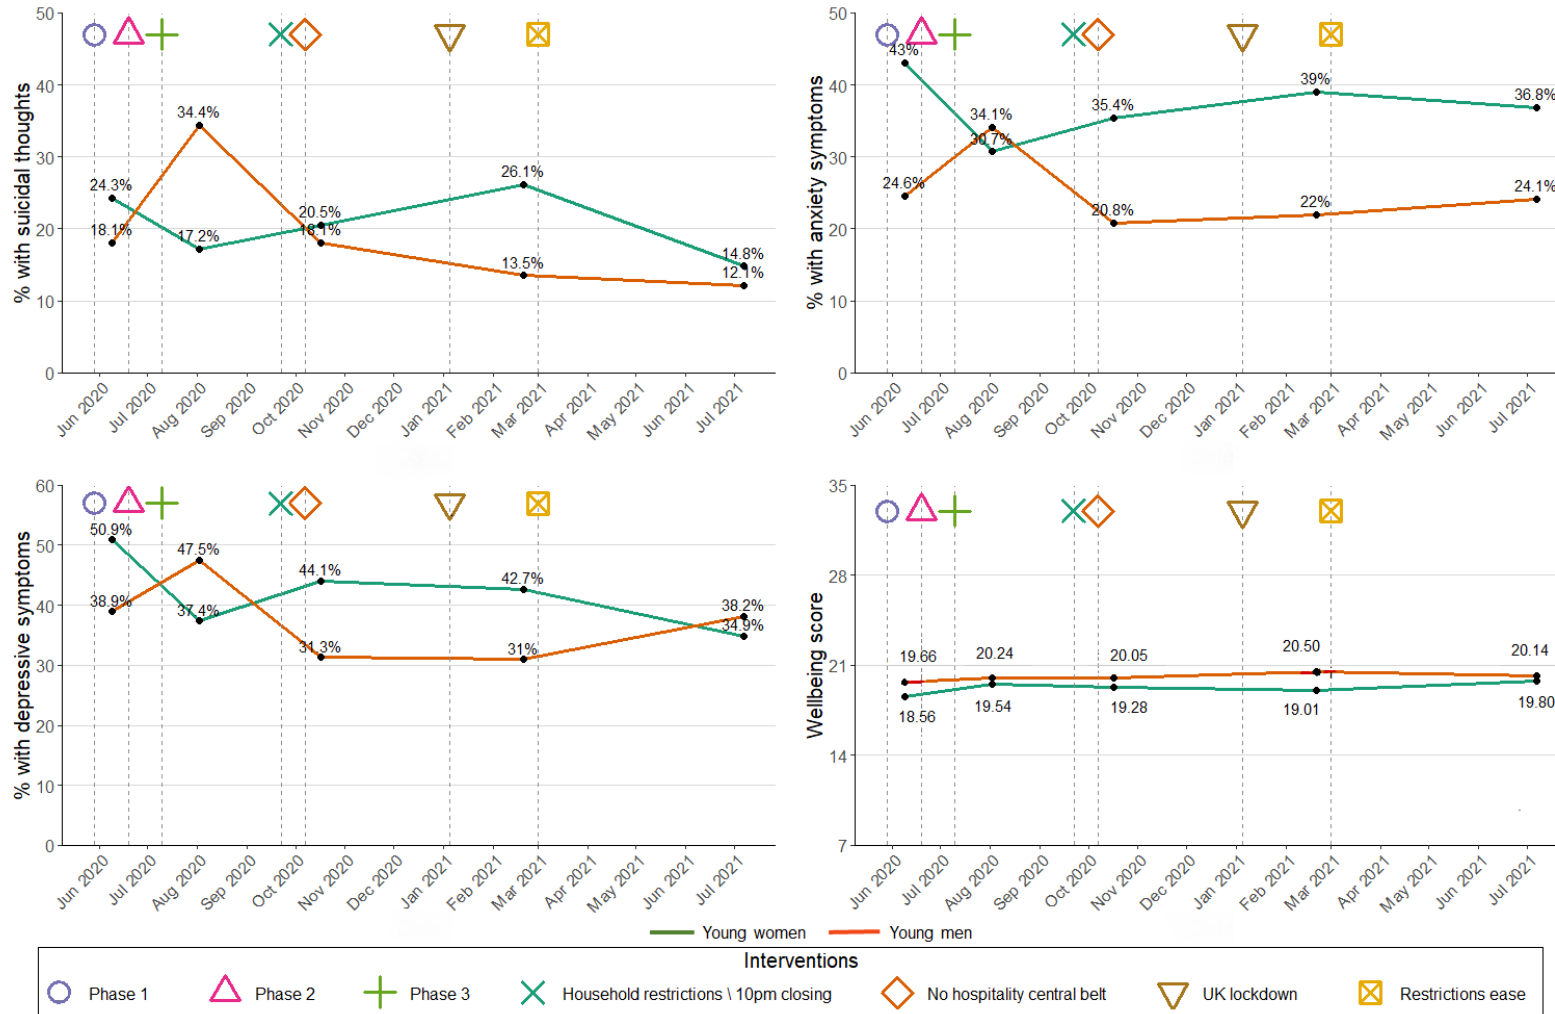 % with suicidal thoughts
50
40
30
20
10
0
24.3%
18.1%
34.4%
17.2%
20.5%
18.1%
26.1%
13.5%
14.8%
12.1%
Jun 2020
Jul 2020
Aug 2020
Sep 2020
Oct 2020
Nov 2020
Dec 2020
Jan 2021
Feb 2021
Mar 2021
Apr 2021
May 2021
Jun 2021
Jul 2021
% with anxiety symptoms
50
40
30
20
10
0
43%
24.6%
34.1%
30.7%
35.4%
20.8%
39%
22%
36.8%
24.1%
Jun 2020
Jul 2020
Aug 2020
Sep 2020
Oct 2020
Nov 2020
Dec 2020
Jan 2021
Feb 2021
Mar 2021
Apr 2021
May 2021
Jun 2021
Jul 2021
% with depressive symptoms
60
50
40
30
20
10
0
50.9%
38.9%
47.5%
37.4%
44.1%
31.3%
42.7%
31%
38.2%
34.9%
Jun 2020
Jul 2020
Aug 2020
Sep 2020
Oct 2020
Nov 2020
Dec 2020
Jan 2021
Feb 2021
Mar 2021
Apr 2021
May 2021
Jun 2021
Jul 2021
Wellbeing score
35
28
21
14
7
19.66
18.56
20.24
19.54
20.05
19.28
20.50
19.01
20.14
19.80
Jun 2020
Jul 2020
Aug 2020
Sep 2020
Oct 2020
Nov 2020
Dec 2020
Jan 2021
Feb 2021
Mar 2021
Apr 2021
May 2021
Jun 2021
Jul 2021
Young women Young men
Interventions
Phase 1 Phase 2 Phase 3 Household restrictions \ 10pm closing No hospitality central belt UK lockdown Restrictions ease